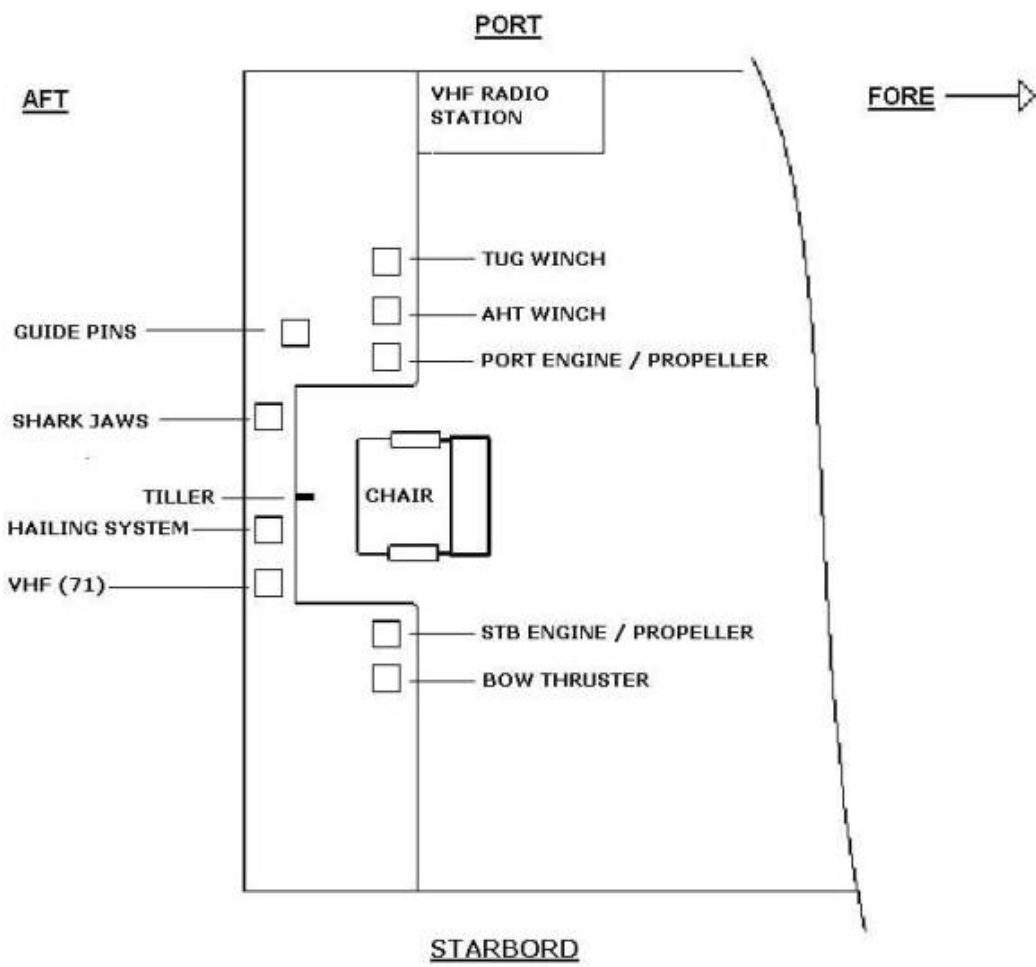 PORT
AFT
FORE
VHF RADIO
STATION
TUG WINCH
AHT WINCH
GUIDE PINS
PORT ENGINE / PROPELLER
SHARK JAWS
TILLER
CHAIR
HAILING SYSTEM
VHF (71)
STB ENGINE / PROPELLER
BOW THRUSTER
STARBORD